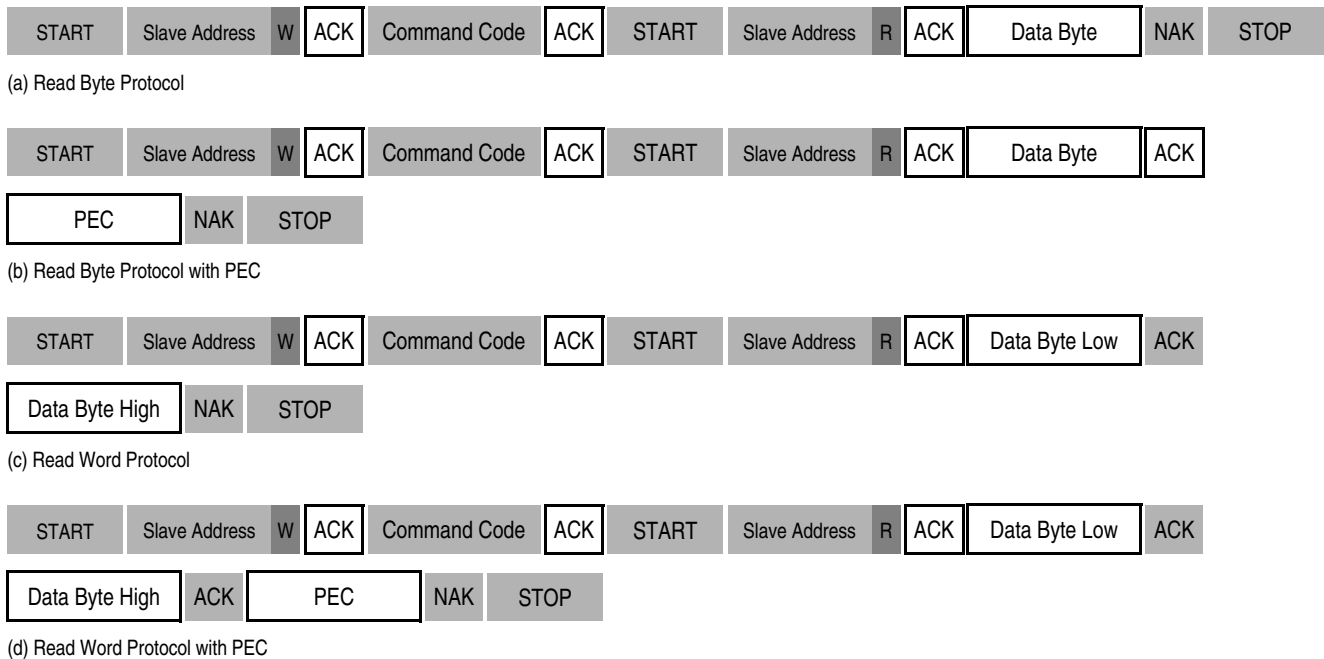 START Slave Address W ACK Command Code ACK START Slave Address R ACK Data Byte NAK STOP
(a) Read Byte Protocol
START Slave Address W ACK Command Code ACK START Slave Address R ACK Data Byte ACK
PEC NAK STOP
(b) Read Byte Protocol with PEC
START Slave Address W ACK Command Code ACK START Slave Address R ACK Data Byte Low ACK
Data Byte High NAK STOP
(c) Read Word Protocol
START Slave Address W ACK Command Code ACK START Slave Address R ACK Data Byte Low ACK
Data Byte High ACK PEC NAK STOP
(d) Read Word Protocol with PEC